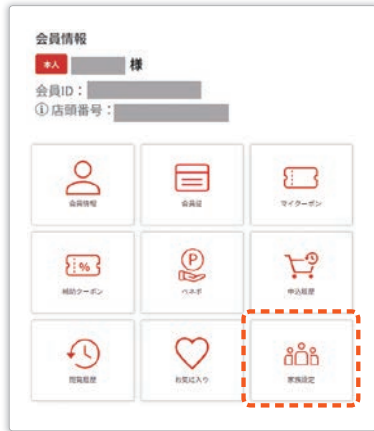 会員情報
本人 様
会員ID：
ⓘ店頭番号：
会員情報
会員証
マイクーポン
%
補助クーポン
P
ベネポ
申込履歴
閲覧履歴
お気に入り
家族設定